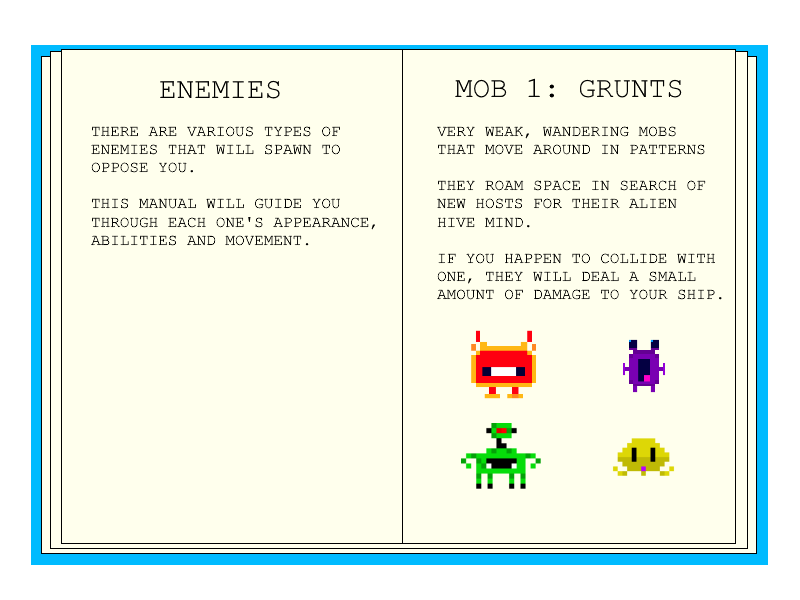 ENEMIES
THERE ARE VARIOUS TYPES OF
ENEMIES THAT WILL SPAWN TO
OPPOSE YOU.
THIS MANUAL WILL GUIDE YOU
THROUGH EACH ONE'S APPEARANCE,
ABILITIES AND MOVEMENT.
MOB 1: GRUNTS
VERY WEAK, WANDERING MOBS
THAT MOVE AROUND IN PATTERNS
THEY ROAM SPACE IN SEARCH OF
NEW HOSTS FOR THEIR ALIEN
HIVE MIND.
IF YOU HAPPEN TO COLLIDE WITH
ONE, THEY WILL DEAL A SMALL
AMOUNT OF DAMAGE TO YOUR SHIP.